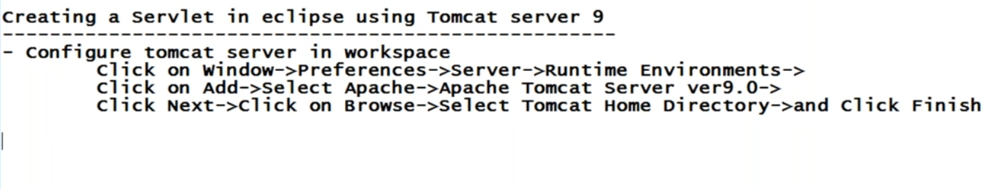 Creating a Servlet in eclipse using Tomcat server 9
----------------------------------------------------
- Configure tomcat server in workspace
Click on Window->Preferences->Server->Runtime Environments->
Click on Add->Select Apache->Apache Tomcat Server ver9.0->
Click Next->Click on Browse->Select Tomcat Home Directory->and Click Finish